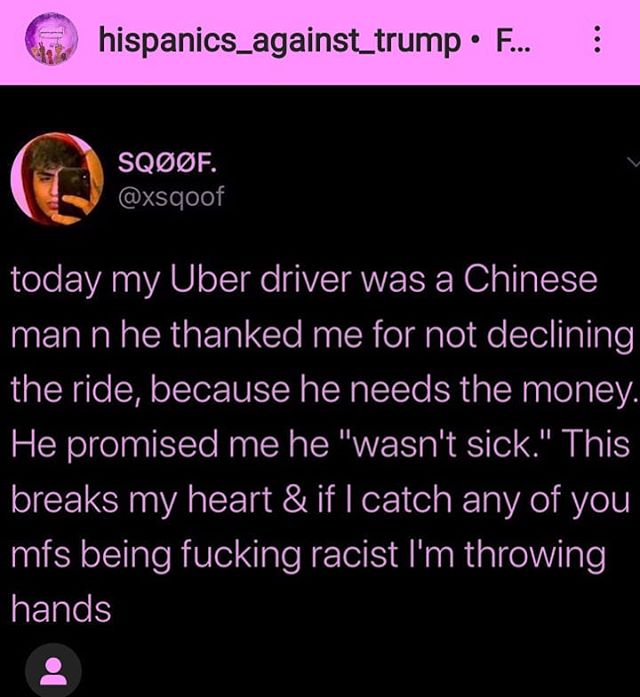 hispanics_against_trump • F...
SQØØF.
@xsqoof
today my Uber driver was a Chinese
man n he thanked me for not declining
the ride, because he needs the money.
He promised me he "wasn't sick." This
breaks my heart & if I catch any of you
mfs being fucking racist I'm throwing
hands